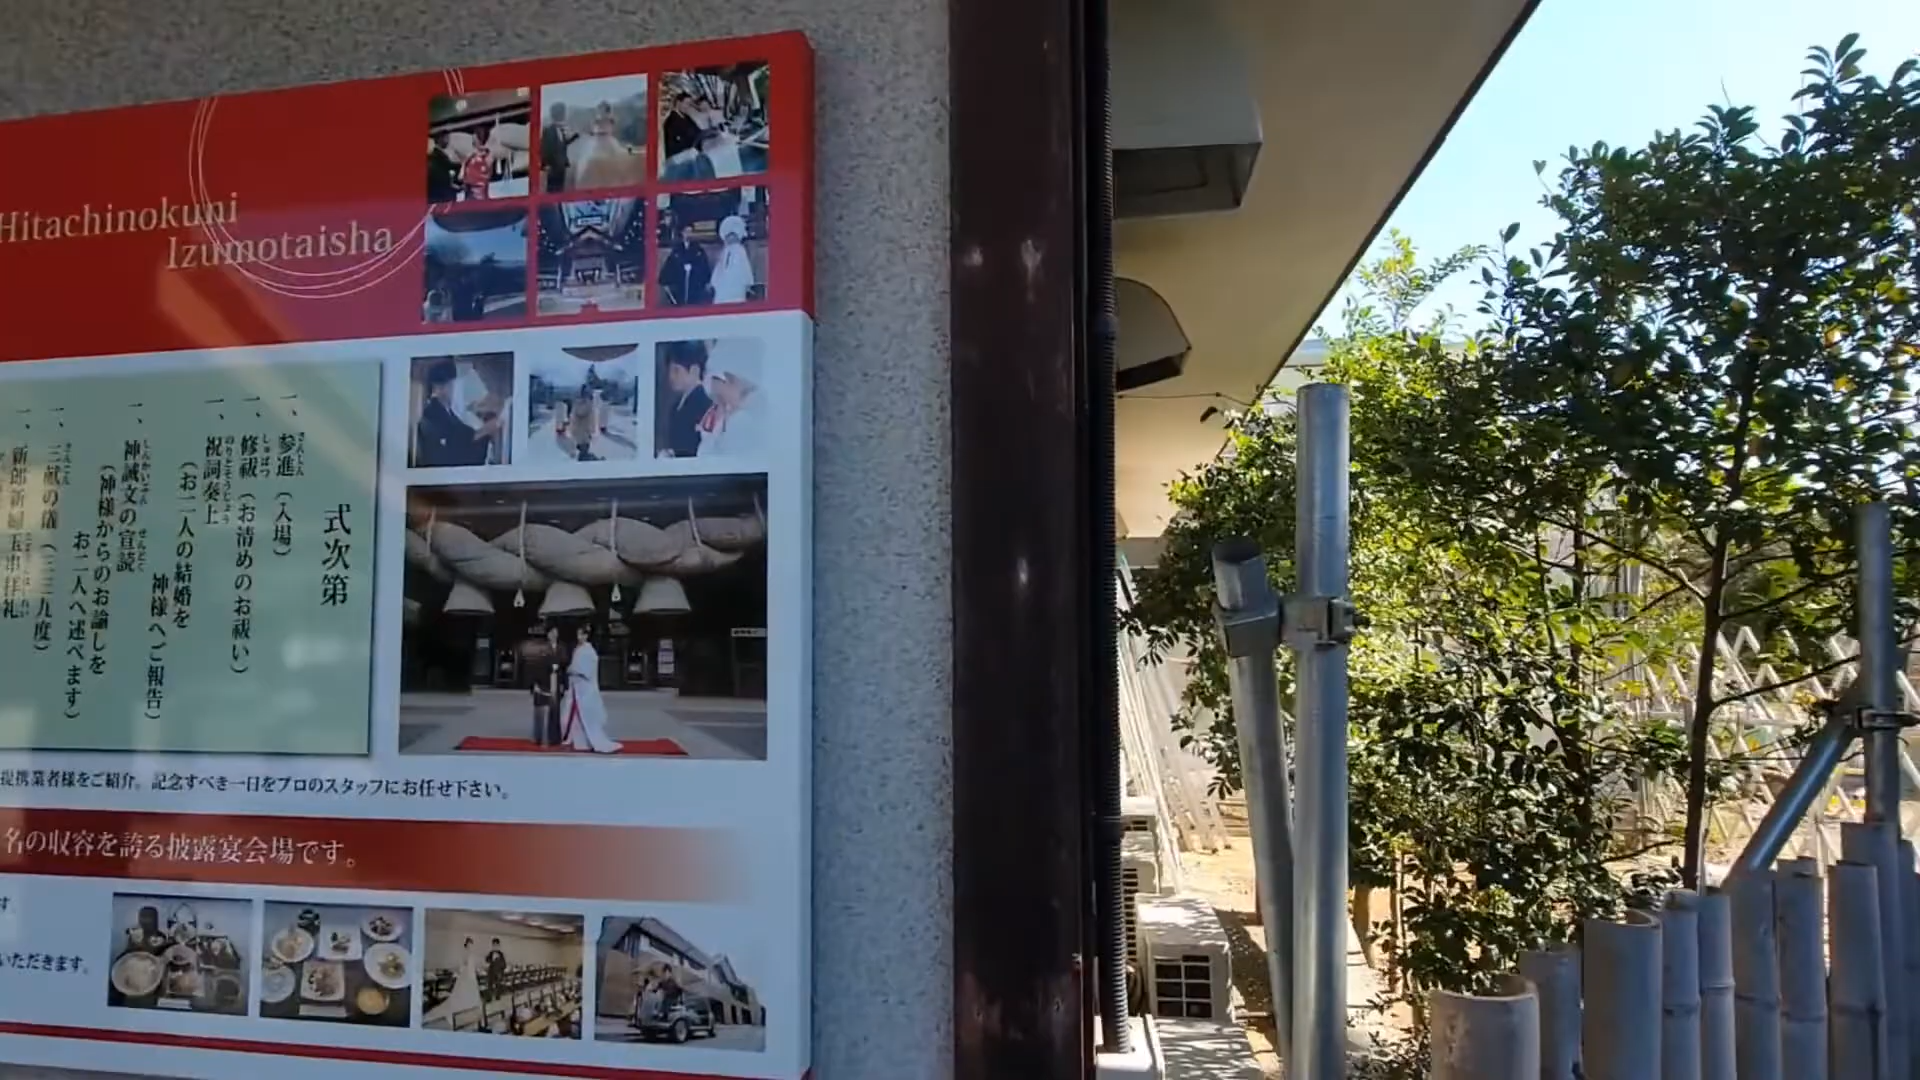 Hitachinokuni
Izumotaisha
式次第
一、参進（入場）
一、修祓（お清めのお祓い）
一、祝詞奏上
（お二人の結婚を
神様へご報告）
一、神誡文の宣読
（神様からのお諭しを
お二人へ述べます）
一、三献の儀（三三九度）
一、新郎新婦玉串拝礼
提携業者様をご紹介。記念すべき一日をプロのスタッフにお任せ下さい。
名の収容を誇る披露宴会場です。
す。
いただきます。